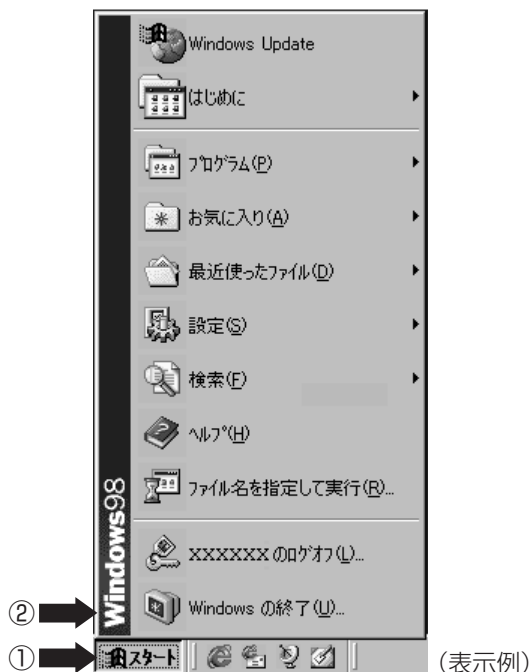 Windows Update
はじめに
プログラム(P)
お気に入り(A)
最近使ったファイル(D)
設定(S)
検索(F)
ヘルプ(H)
ファイル名を指定して実行(R)...
xxxxxx のログオフ(L)...
Windows の終了(U)...
Windows98
②
① スタート (表示例)